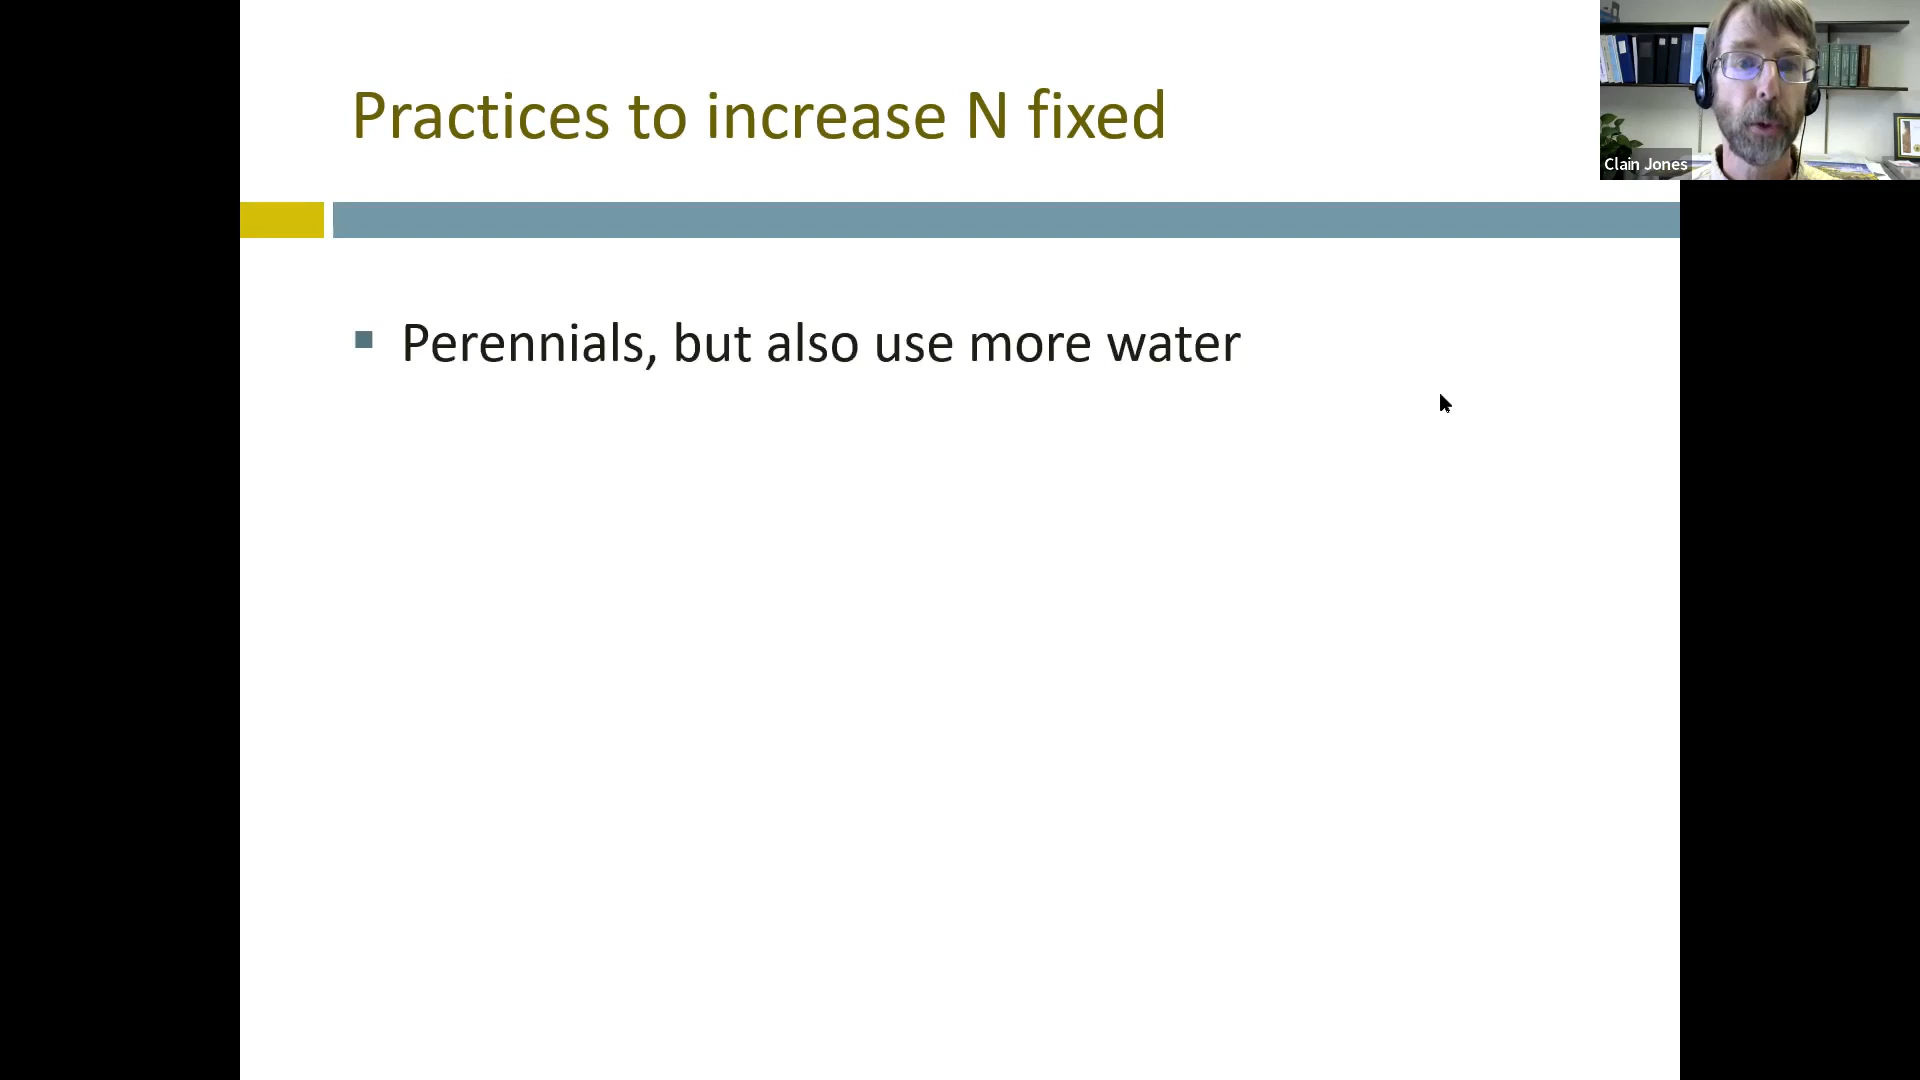 Practices to increase N fixed
Clain Jones
Perennials, but also use more water